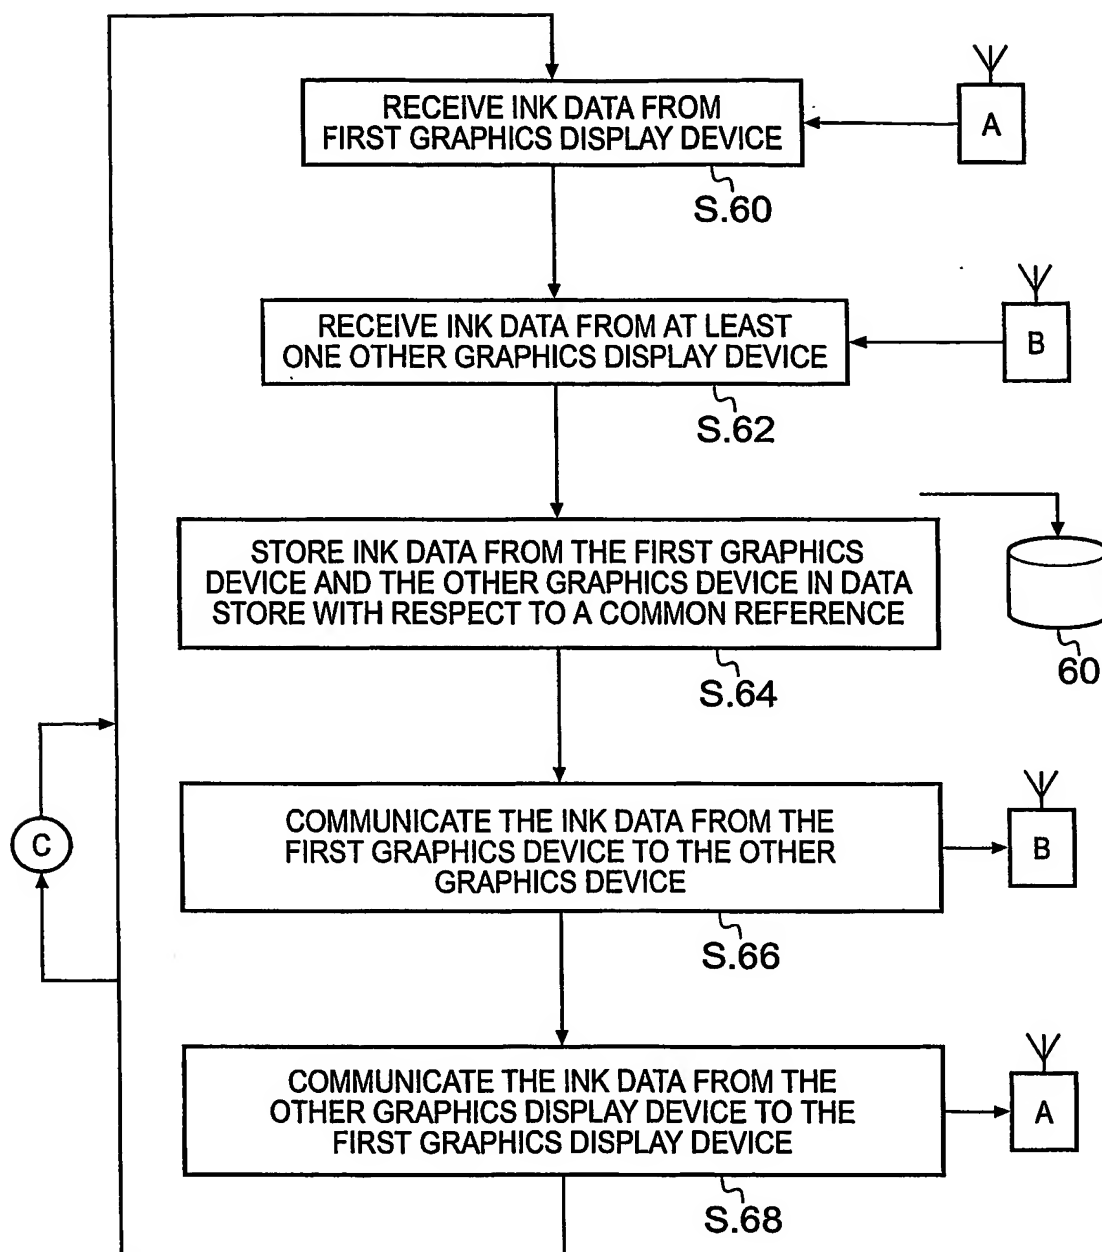 RECEIVE INK DATA FROM
FIRST GRAPHICS DISPLAY DEVICE
A
S.60
RECEIVE INK DATA FROM AT LEAST
ONE OTHER GRAPHICS DISPLAY DEVICE
B
S.62
STORE INK DATA FROM THE FIRST GRAPHICS
DEVICE AND THE OTHER GRAPHICS DEVICE IN DATA
STORE WITH RESPECT TO A COMMON REFERENCE
60
S.64
COMMUNICATE THE INK DATA FROM THE
FIRST GRAPHICS DEVICE TO THE OTHER
GRAPHICS DEVICE
B
C
S.66
COMMUNICATE THE INK DATA FROM THE
OTHER GRAPHICS DISPLAY DEVICE TO THE
FIRST GRAPHICS DISPLAY DEVICE
A
S.68